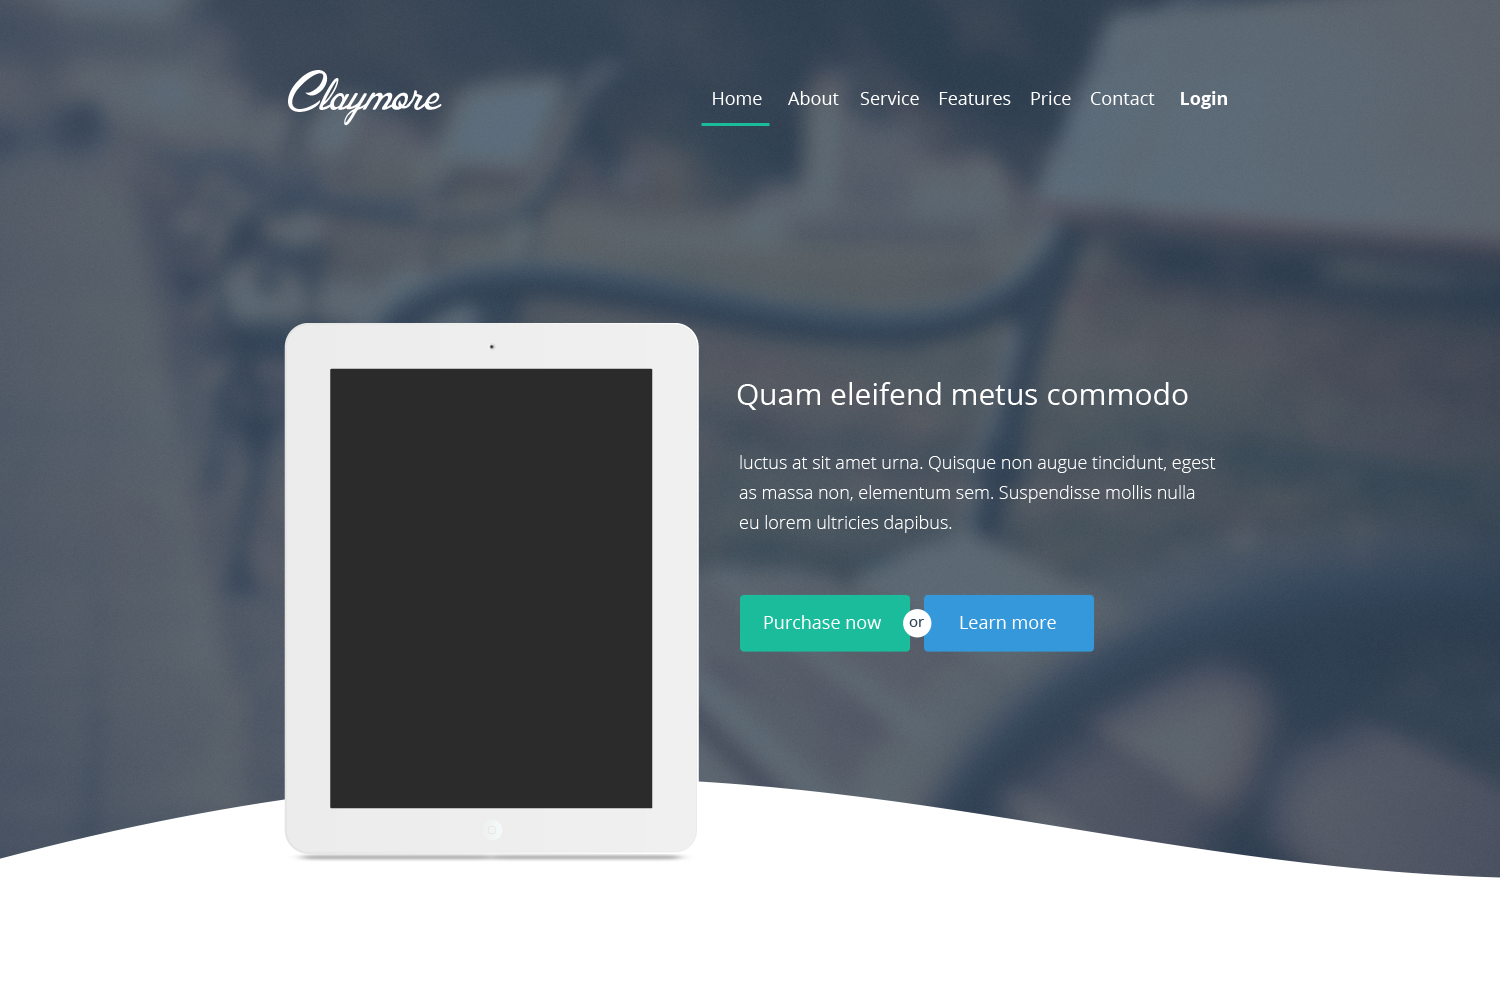 Claymore
Home About Service Features Price Contact Login
Quam eleifend metus commodo
luctus at sit amet urna. Quisque non augue tincidunt, egest
as massa non, elementum sem. Suspendisse mollis nulla
eu lorem ultricies dapibus.
Purchase now or Learn more